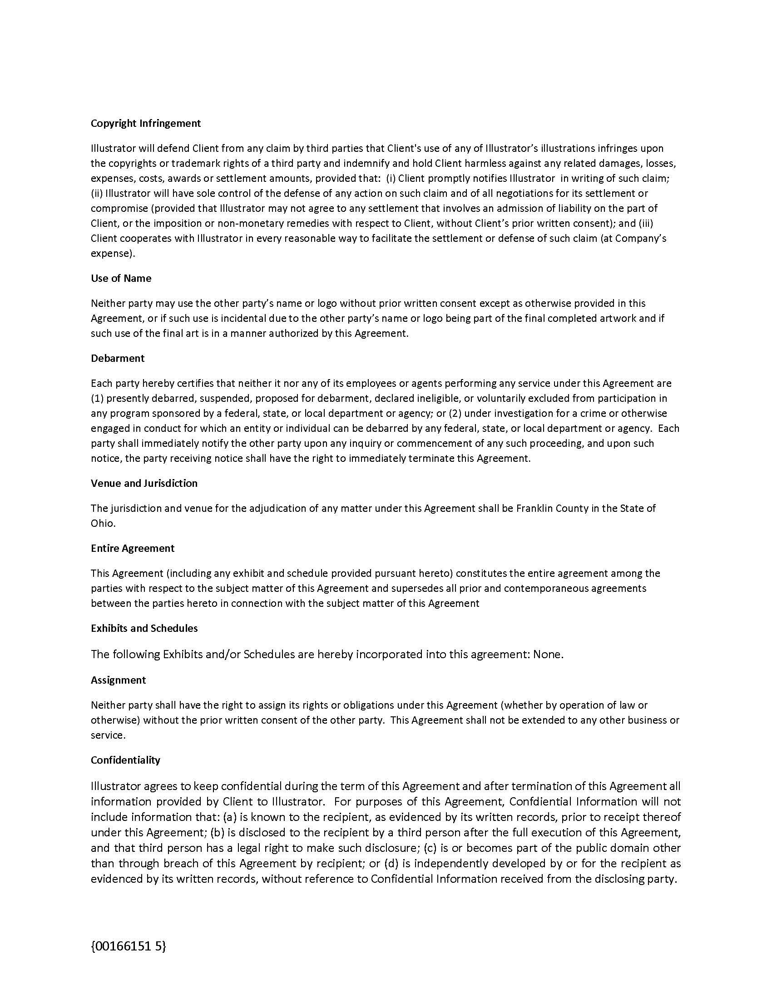 Copyright Infringement
Illustrator will defend Client from any claim by third parties that Client's use of any of Illustrator’s illustrations infringes upon
the copyrights or trademark rights of a third party and indemnify and hold Client harmless against any related damages, losses,
expenses, costs, awards or settlement amounts, provided that:  (i) Client promptly notifies Illustrator  in writing of such claim;
(ii) Illustrator will have sole control of the defense of any action on such claim and of all negotiations for its settlement or
compromise (provided that Illustrator may not agree to any settlement that involves an admission of liability on the part of
Client, or the imposition or non-monetary remedies with respect to Client, without Client’s prior written consent); and (iii)
Client cooperates with Illustrator in every reasonable way to facilitate the settlement or defense of such claim (at Company’s
expense).
Use of Name
Neither party may use the other party’s name or logo without prior written consent except as otherwise provided in this
Agreement, or if such use is incidental due to the other party’s name or logo being part of the final completed artwork and if
such use of the final art is in a manner authorized by this Agreement.
Debarment
Each party hereby certifies that neither it nor any of its employees or agents performing any service under this Agreement are
(1) presently debarred, suspended, proposed for debarment, declared ineligible, or voluntarily excluded from participation in
any program sponsored by a federal, state, or local department or agency; or (2) under investigation for a crime or otherwise
engaged in conduct for which an entity or individual can be debarred by any federal, state, or local department or agency.  Each
party shall immediately notify the other party upon any inquiry or commencement of any such proceeding, and upon such
notice, the party receiving notice shall have the right to immediately terminate this Agreement.
Venue and Jurisdiction
The jurisdiction and venue for the adjudication of any matter under this Agreement shall be Franklin County in the State of
Ohio.
Entire Agreement
This Agreement (including any exhibit and schedule provided pursuant hereto) constitutes the entire agreement among the
parties with respect to the subject matter of this Agreement and supersedes all prior and contemporaneous agreements
between the parties hereto in connection with the subject matter of this Agreement
Exhibits and Schedules
The following Exhibits and/or Schedules are hereby incorporated into this agreement: None.
Assignment
Neither party shall have the right to assign its rights or obligations under this Agreement (whether by operation of law or
otherwise) without the prior written consent of the other party.  This Agreement shall not be extended to any other business or
service.
Confidentiality
Illustrator agrees to keep confidential during the term of this Agreement and after termination of this Agreement all
information provided by Client to Illustrator.  For purposes of this Agreement, Confdiential Information will not
include information that: (a) is known to the recipient, as evidenced by its written records, prior to receipt thereof
under this Agreement; (b) is disclosed to the recipient by a third person after the full execution of this Agreement,
and that third person has a legal right to make such disclosure; (c) is or becomes part of the public domain other
than through breach of this Agreement by recipient; or (d) is independently developed by or for the recipient as
evidenced by its written records, without reference to Confidential Information received from the disclosing party.
{00166151 5}